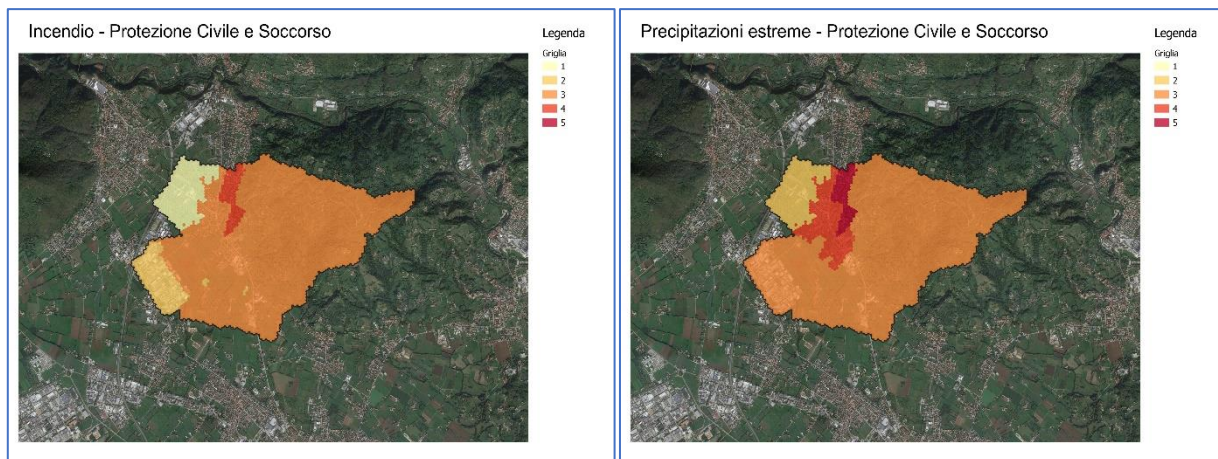 Incendio - Protezione Civile e Soccorso
Legenda
Griglia
1
2
3
4
5
Precipitazioni estreme - Protezione Civile e Soccorso
Legenda
Griglia
1
2
3
4
5